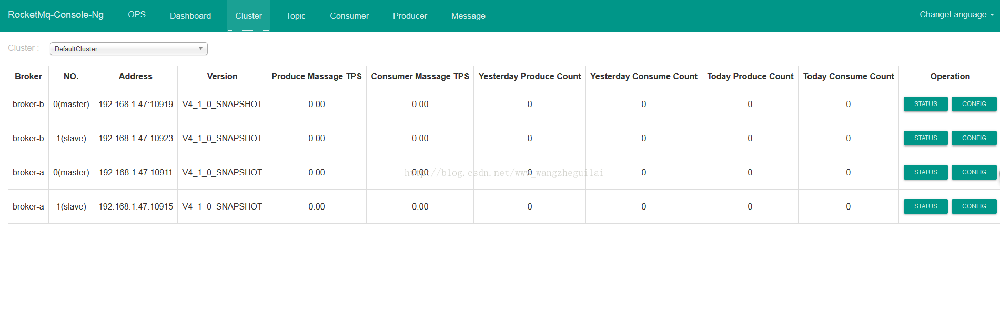 RocketMq-Console-Ng OPS Dashboard Cluster Topic Consumer Producer Message ChangeLanguage
Cluster : DefaultCluster
Broker NO. Address Version Produce Massage TPS Consumer Massage TPS Yesterday Produce Count Yesterday Consume Count Today Produce Count Today Consume Count Operation
broker-b 0(master) 192.168.1.47:10919 V4_1_0_SNAPSHOT 0.00 0.00 0 0 0 0 STATUS CONFIG
broker-b 1(slave) 192.168.1.47:10923 V4_1_0_SNAPSHOT 0.00 0.00 0 0 0 0 STATUS CONFIG
broker-a 0(master) 192.168.1.47:10911 V4_1_0_SNAPSHOT 0.00 0.00 0 0 0 0 STATUS CONFIG
http://blog.csdn.net/www_wangzheguilai
broker-a 1(slave) 192.168.1.47:10915 V4_1_0_SNAPSHOT 0.00 0.00 0 0 0 0 STATUS CONFIG